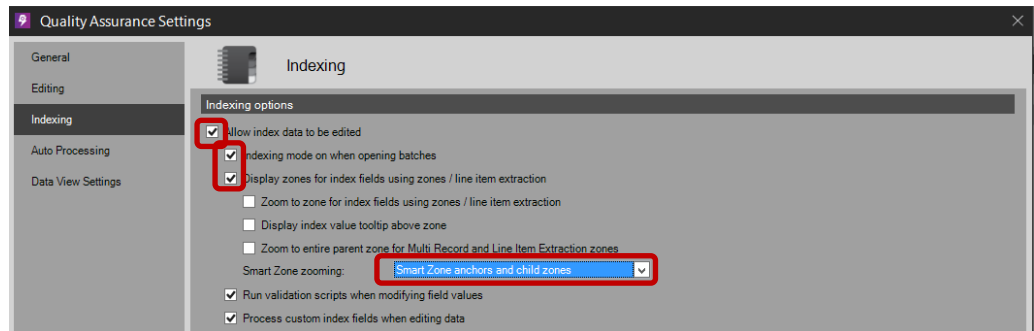 Quality Assurance Settings
General
Editing
Indexing
Auto Processing
Data View Settings
Indexing
Indexing options
Allow index data to be edited
Indexing mode on when opening batches
Display zones for index fields using zones / line item extraction
Zoom to zone for index fields using zones / line item extraction
Display index value tooltip above zone
Zoom to entire parent zone for Multi Record and Line Item Extraction zones
Smart Zone zooming: Smart Zone anchors and child zones
Run validation scripts when modifying field values
Process custom index fields when editing data